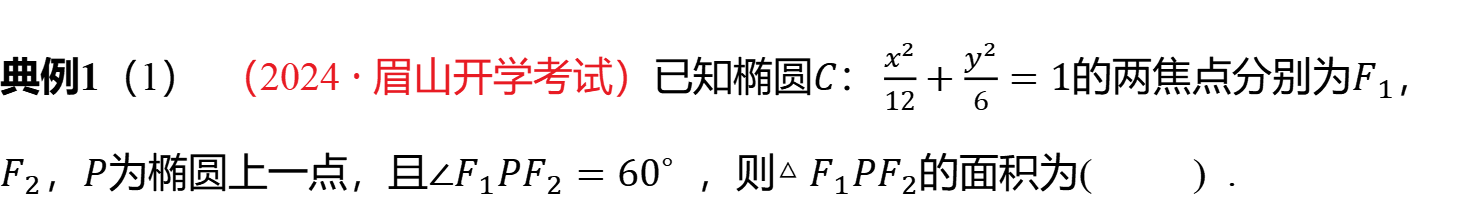 典例1（1） （2024·眉山开学考试）已知椭圆C：x²/12 + y²/6 = 1的两焦点分别为F₁，
F₂，P为椭圆上一点，且∠F₁PF₂ = 60°，则△F₁PF₂的面积为(　　).